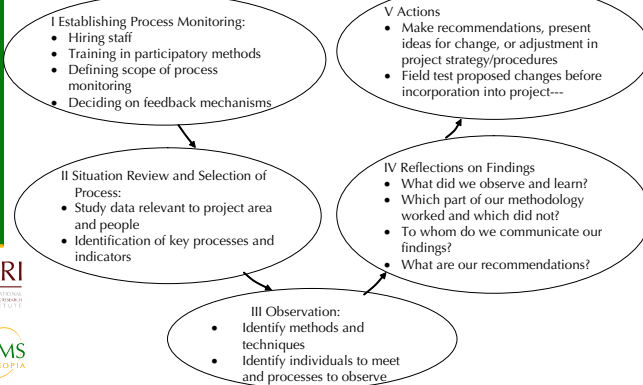 I Establishing Process Monitoring:
• Hiring staff
• Training in participatory methods
• Defining scope of process
monitoring
• Deciding on feedback mechanisms
II Situation Review and Selection of
Process:
• Study data relevant to project area
and people
• Identification of key processes and
indicators
III Observation:
• Identify methods and
techniques
• Identify individuals to meet
and processes to observe
IV Reflections on Findings
• What did we observe and learn?
• Which part of our methodology
worked and which did not?
• To whom do we communicate our
findings?
• What are our recommendations?
V Actions
• Make recommendations, present
ideas for change, or adjustment in
project strategy/procedures
• Field test proposed changes before
incorporation into project---
RI
MS
OPIA